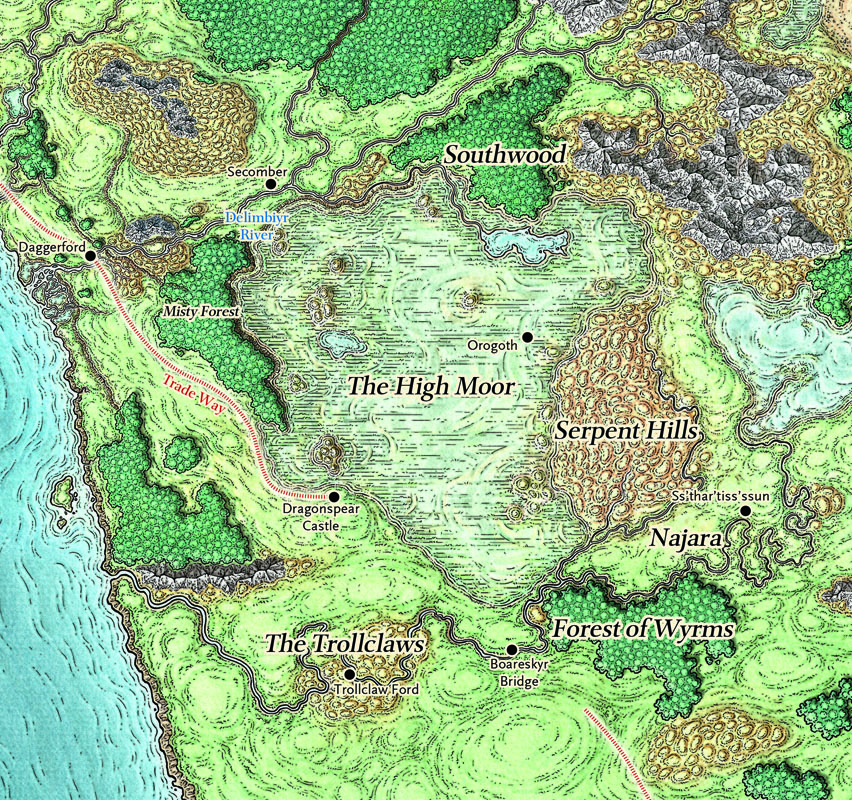 Southwood
Secomber
Delimbiyr
River
Daggerford
Misty Forest
Orogoth
Trade Way
The High Moor
Serpent Hills
Ss'thar'tiss'ssun
Dragonspear
Castle
Najara
Forest of Wyrms
The Trollclaws
Boareskyr
Bridge
Trollclaw Ford